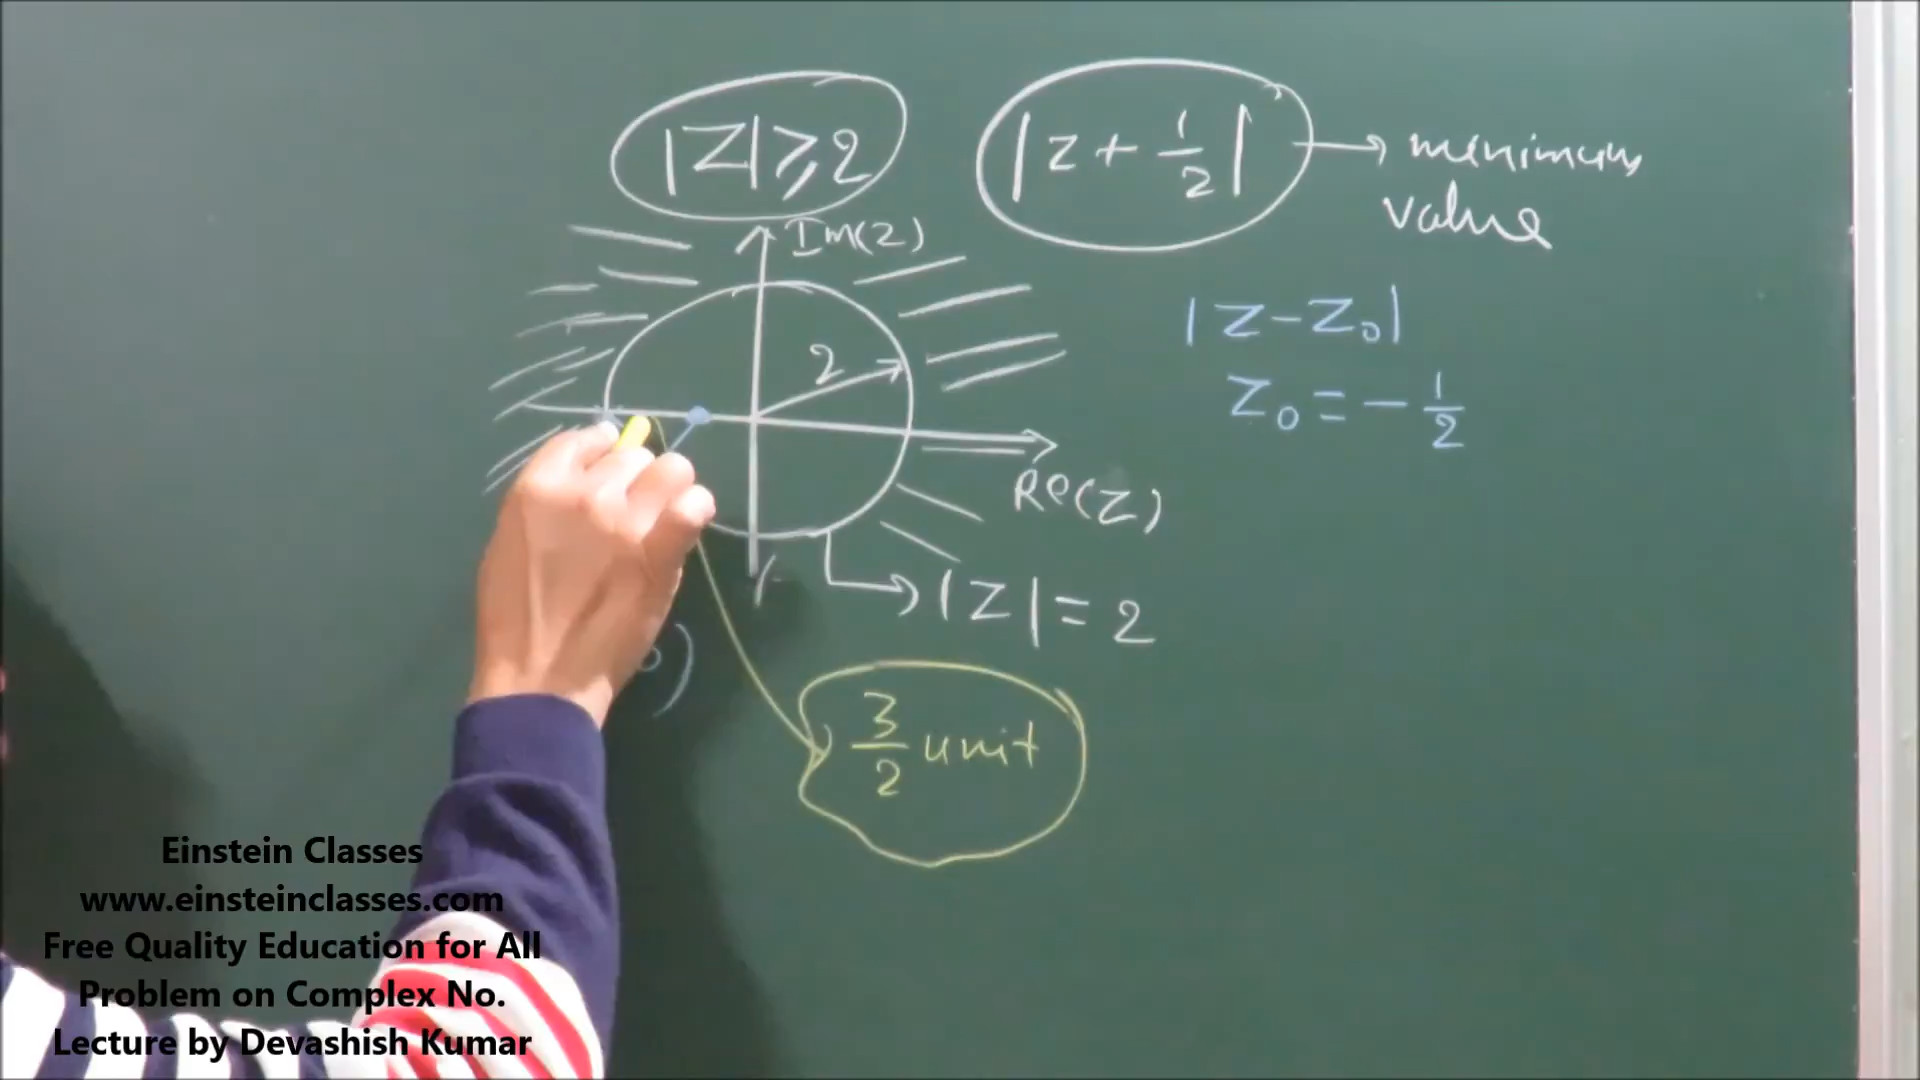 |Z| ⩾ 2
|z + 1/2| → minimum
value
Im(Z)
|Z - Z₀|
2
Z₀ = - 1/2
Re(Z)
|Z| = 2
3/2 unit
Einstein Classes
www.einsteinclasses.com
Free Quality Education for All
Problem on Complex No.
Lecture by Devashish Kumar